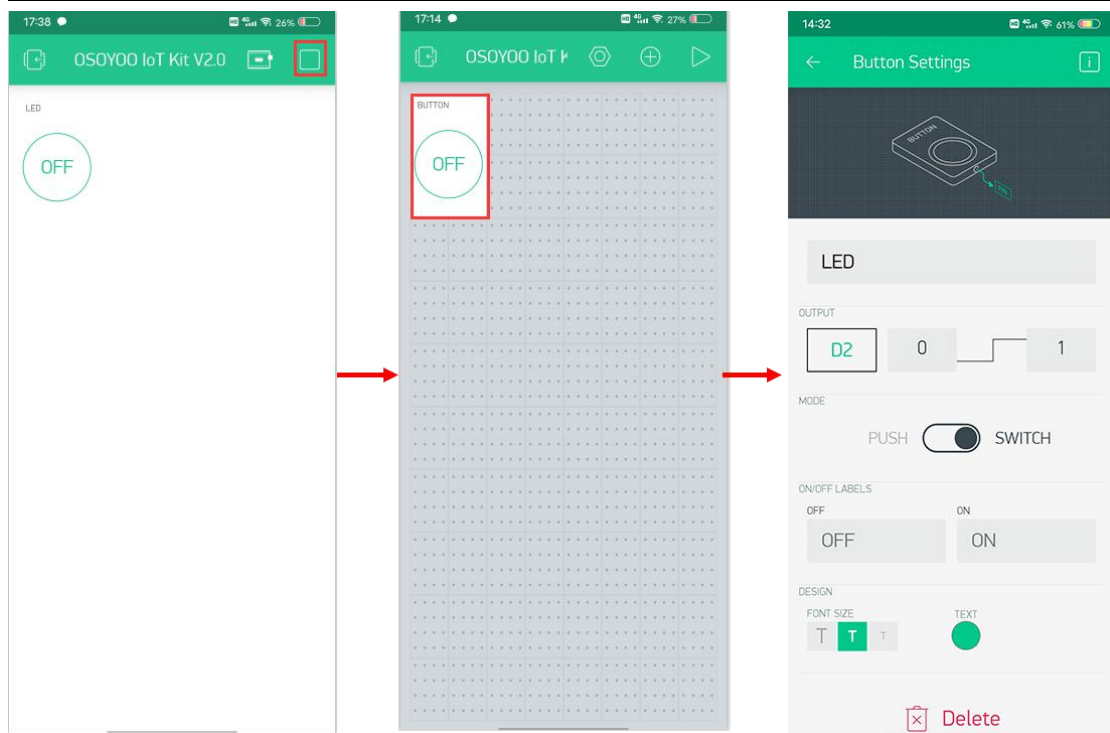 17:38
26%
OSOYOO IoT Kit V2.0
LED
OFF
17:14
27%
OSOYOO IoT K
BUTTON
OFF
14:32
61%
Button Settings
BUTTON
LED
OUTPUT
D2 0 1
MODE
PUSH SWITCH
ON/OFF LABELS
OFF ON
OFF ON
DESIGN
FONT SIZE TEXT
T T T
Delete